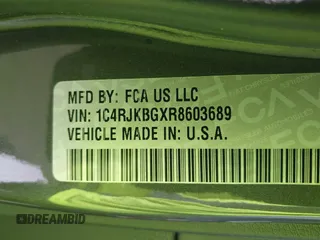 MFD BY: FCA US LLC
VIN: 1C4RJKBGXR8603689
VEHICLE MADE IN U.S.A.
DREAMBID